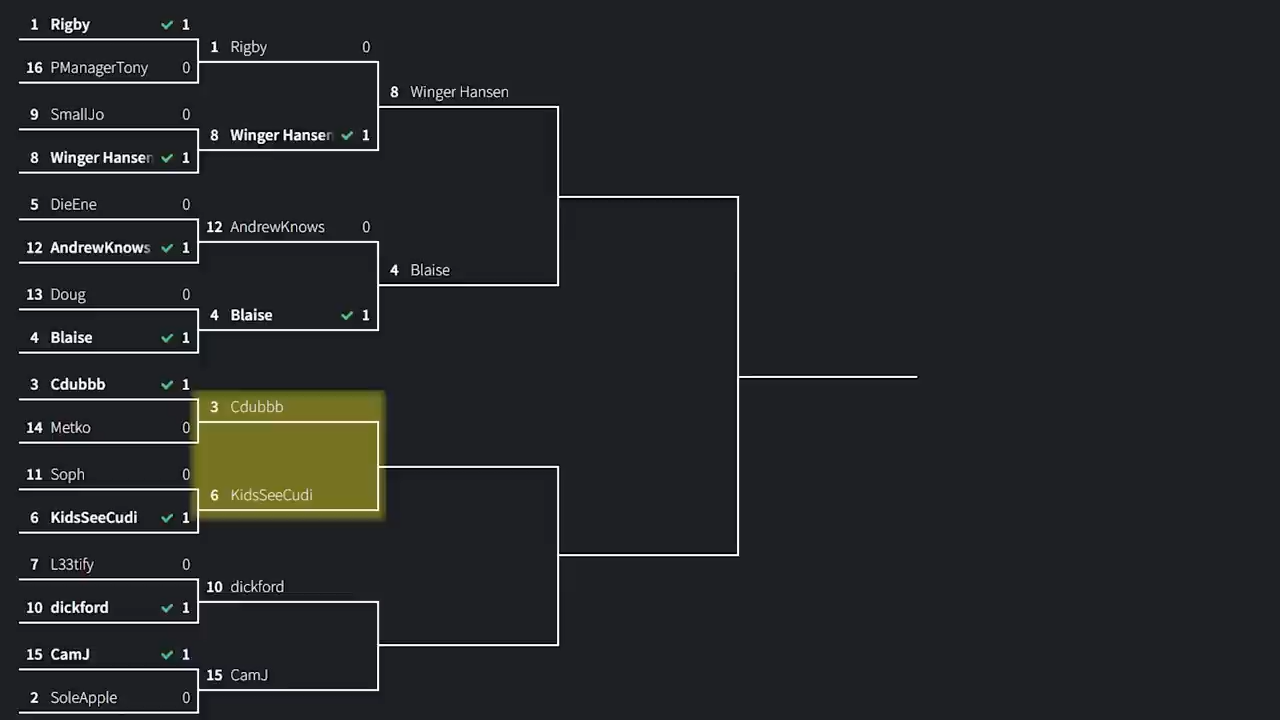 1 Rigby 1
16 PManagerTony 0
9 SmallJo 0
8 Winger Hansen 1
5 DieEne 0
12 AndrewKnows 1
13 Doug 0
4 Blaise 1
3 Cdubbb 1
14 Metko 0
11 Soph 0
6 KidsSeeCudi 1
7 L33tify 0
10 dickford 1
15 CamJ 1
2 SoleApple 0
1 Rigby 0
8 Winger Hansen 1
12 AndrewKnows 0
4 Blaise 1
3 Cdubbb
6 KidsSeeCudi
10 dickford
15 CamJ
8 Winger Hansen
4 Blaise